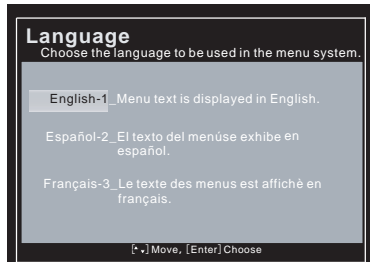 Language
Choose the language to be used in the menu system.
English-1_Menu text is displayed in English.
Español-2_El texto del menúse exhibe en
español.
Français-3_Le texte des menus est affichè en
français.
[▲▼]Move, [Enter]Choose